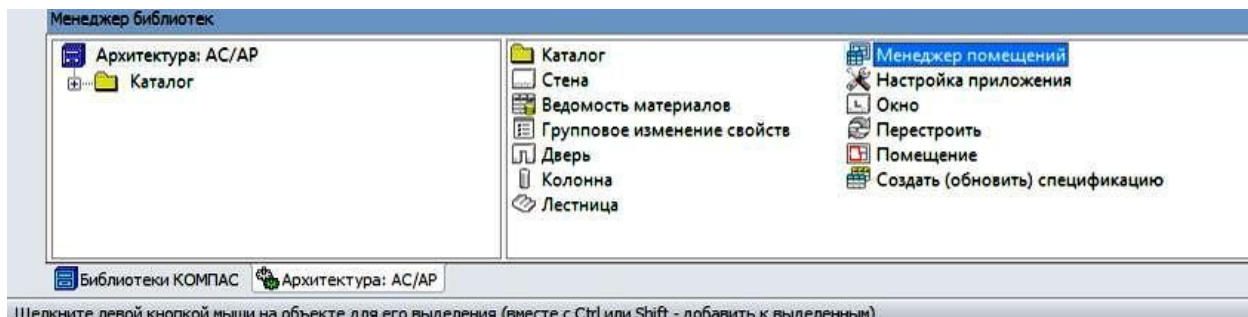 Менеджер библиотек
Архитектура: АС/АР
Каталог
Каталог
Стена
Ведомость материалов
Групповое изменение свойств
Дверь
Колонна
Лестница
Менеджер помещений
Настройка приложения
Окно
Перестроить
Помещение
Создать (обновить) спецификацию
Библиотеки КОМПАС
Архитектура: АС/АР
Щелкните левой кнопкой мыши на объекте для его выделения (вместе с Ctrl или Shift - добавить к выделенным)